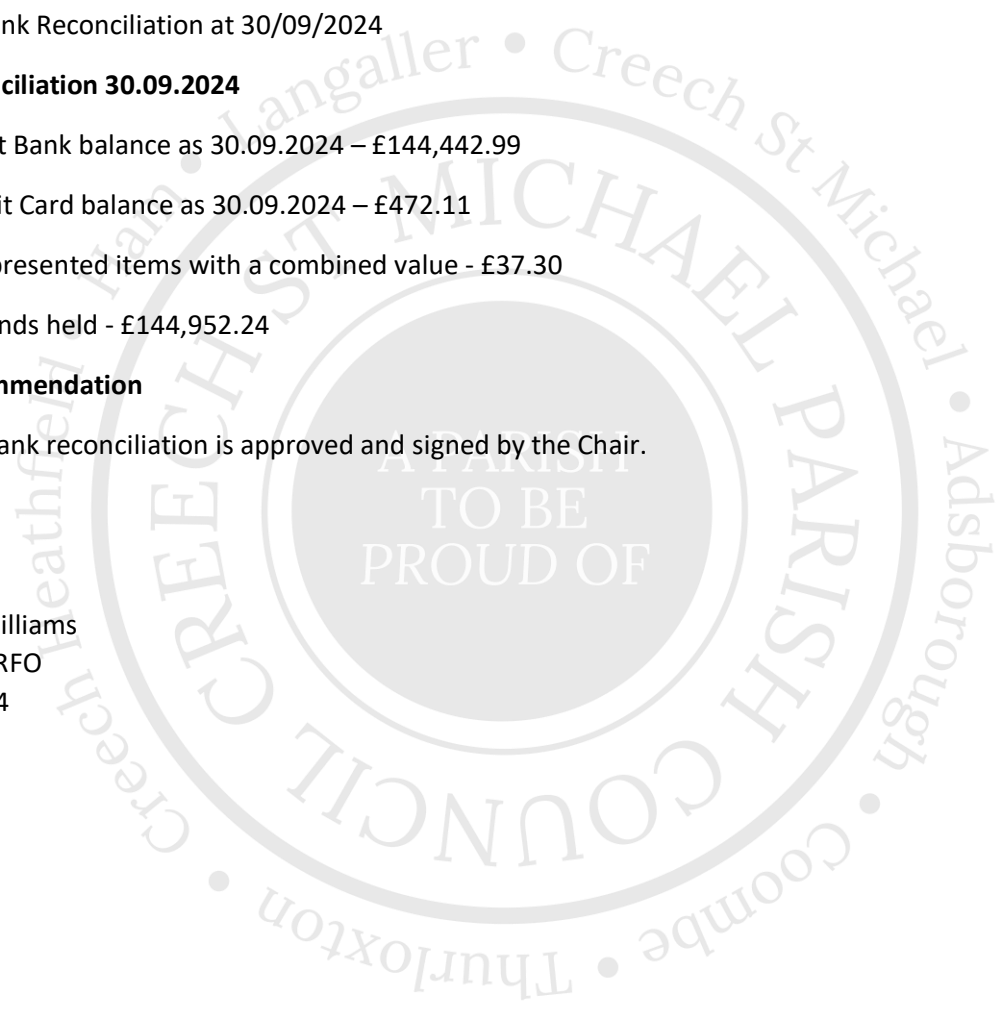 nk Reconciliation at 30/09/2024
ciliation 30.09.2024
t Bank balance as 30.09.2024 – £144,442.99
it Card balance as 30.09.2024 – £472.11
presented items with a combined value - £37.30
nds held - £144,952.24
mmendation
ank reconciliation is approved and signed by the Chair.
illiams
RFO
4
Creech Heathfield • Ham • Langaller • Creech St Michael • Adsborough • Coombe • Thurloxton •
CREECH ST MICHAEL PARISH COUNCIL
A PARISH
TO BE
PROUD OF